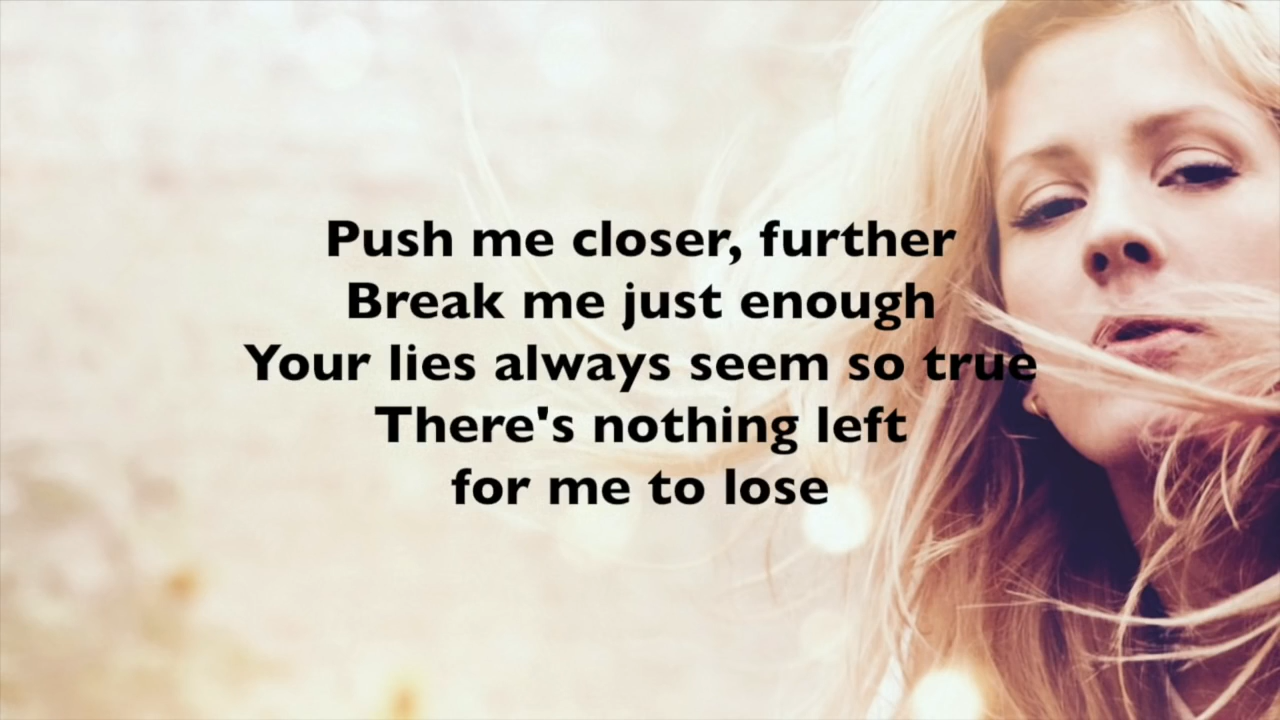 Push me closer, further
Break me just enough
Your lies always seem so true
There's nothing left
for me to lose